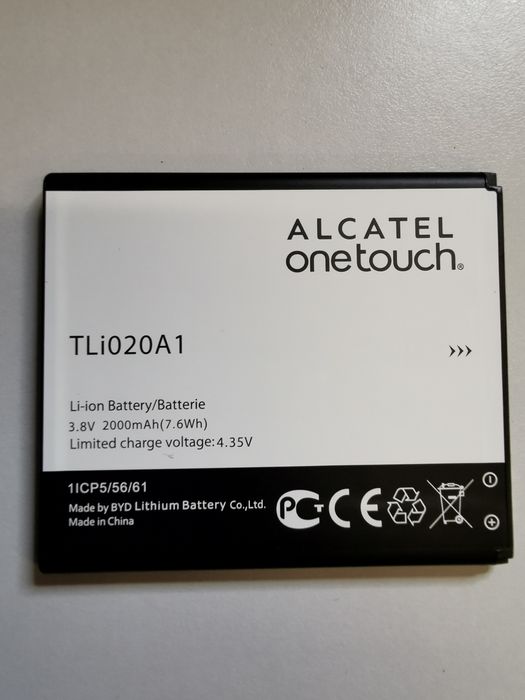 ALCATEL
onetouch®
TLi020A1
Li-ion Battery/Batterie
3.8V 2000mAh(7.6Wh)
Limited charge voltage:4.35V
1ICP5/56/61
Made by BYD Lithium Battery Co.,Ltd.
Made in China